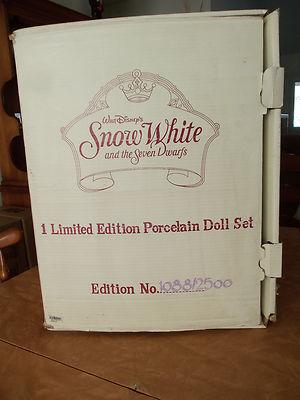 Walt Disney's
Snow White
and the Seven Dwarfs
1 Limited Edition Porcelain Doll Set
Edition No. 1088/2500